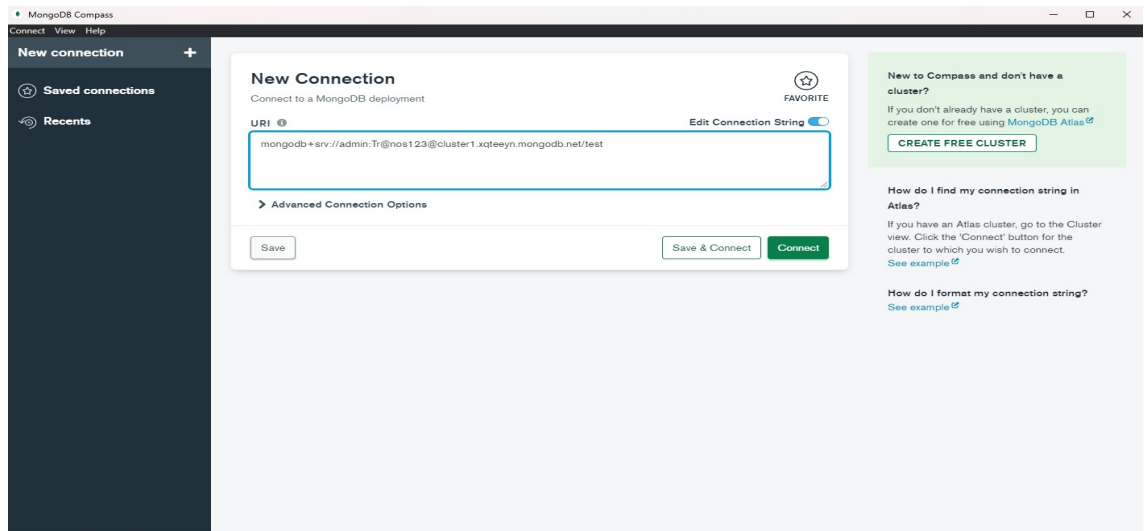 MongoDB Compass
Connect View Help
New connection +
Saved connections
Recents
New Connection
Connect to a MongoDB deployment
FAVORITE
URI
Edit Connection String
mongodb+srv://admin:Tr@nos123@cluster1.xqteeyn.mongodb.net/test
Advanced Connection Options
Save
Save & Connect
Connect
New to Compass and don't have a
cluster?
If you don't already have a cluster, you can
create one for free using MongoDB Atlas
CREATE FREE CLUSTER
How do I find my connection string in
Atlas?
If you have an Atlas cluster, go to the Cluster
view. Click the 'Connect' button for the
cluster to which you wish to connect.
See example
How do I format my connection string?
See example